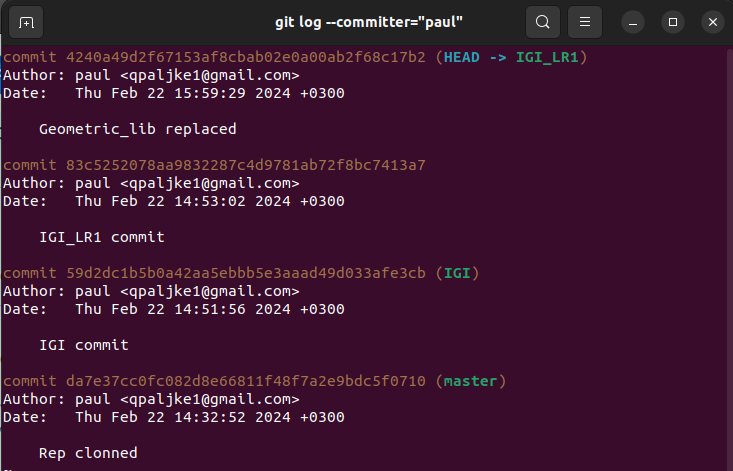 git log --committer="paul"
commit 4240a49d2f67153af8cbab02e0a00ab2f68c17b2 (HEAD -> IGI_LR1)
Author: paul <qpaljke1@gmail.com>
Date:   Thu Feb 22 15:59:29 2024 +0300
Geometric_lib replaced
commit 83c5252078aa9832287c4d9781ab72f8bc7413a7
Author: paul <qpaljke1@gmail.com>
Date:   Thu Feb 22 14:53:02 2024 +0300
IGI_LR1 commit
commit 59d2dc1b5b0a42aa5ebbb5e3aaad49d033afe3cb (IGI)
Author: paul <qpaljke1@gmail.com>
Date:   Thu Feb 22 14:51:56 2024 +0300
IGI commit
commit da7e37cc0fc082d8e66811f48f7a2e9bdc5f0710 (master)
Author: paul <qpaljke1@gmail.com>
Date:   Thu Feb 22 14:32:52 2024 +0300
Rep clonned